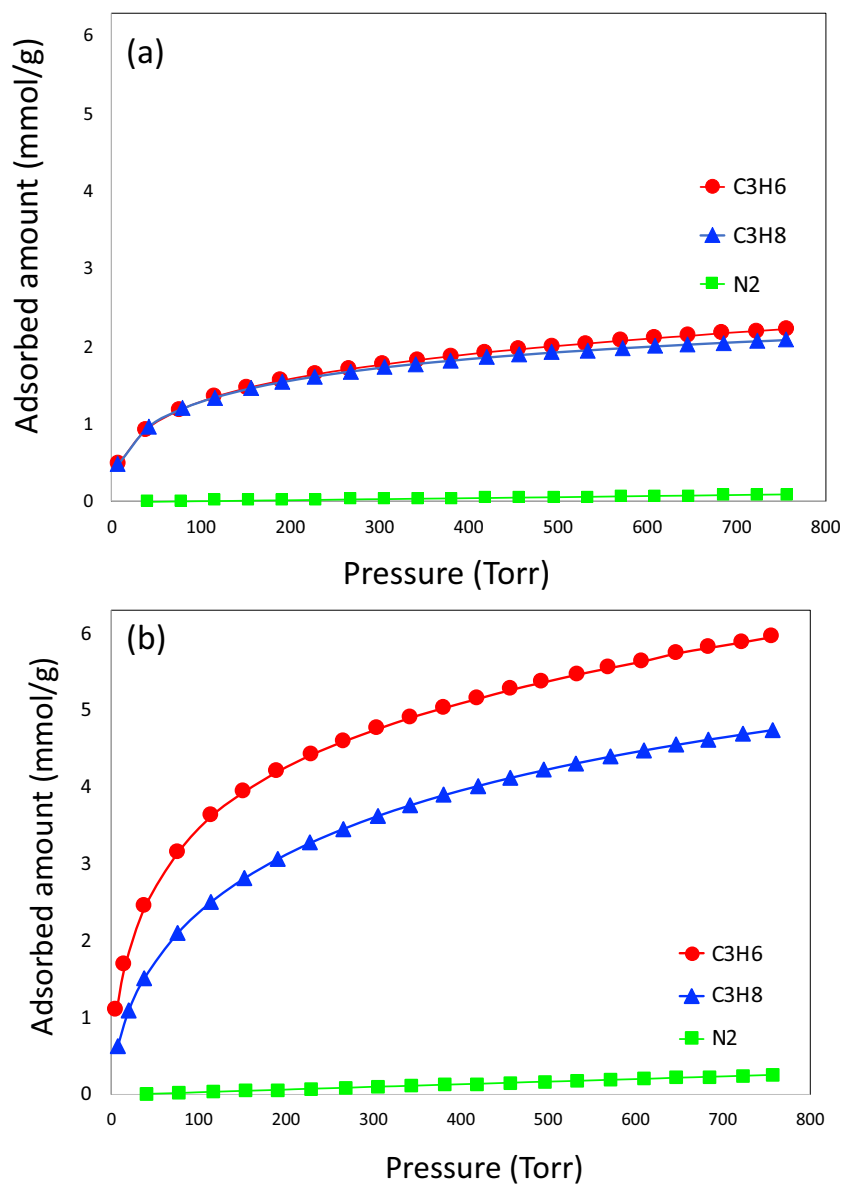 (a)
Adsorbed amount (mmol/g)
6
5
4
3
2
1
0
C3H6
C3H8
N2
0 100 200 300 400 500 600 700 800
Pressure (Torr)
(b)
Adsorbed amount (mmol/g)
6
5
4
3
2
1
0
C3H6
C3H8
N2
0 100 200 300 400 500 600 700 800
Pressure (Torr)